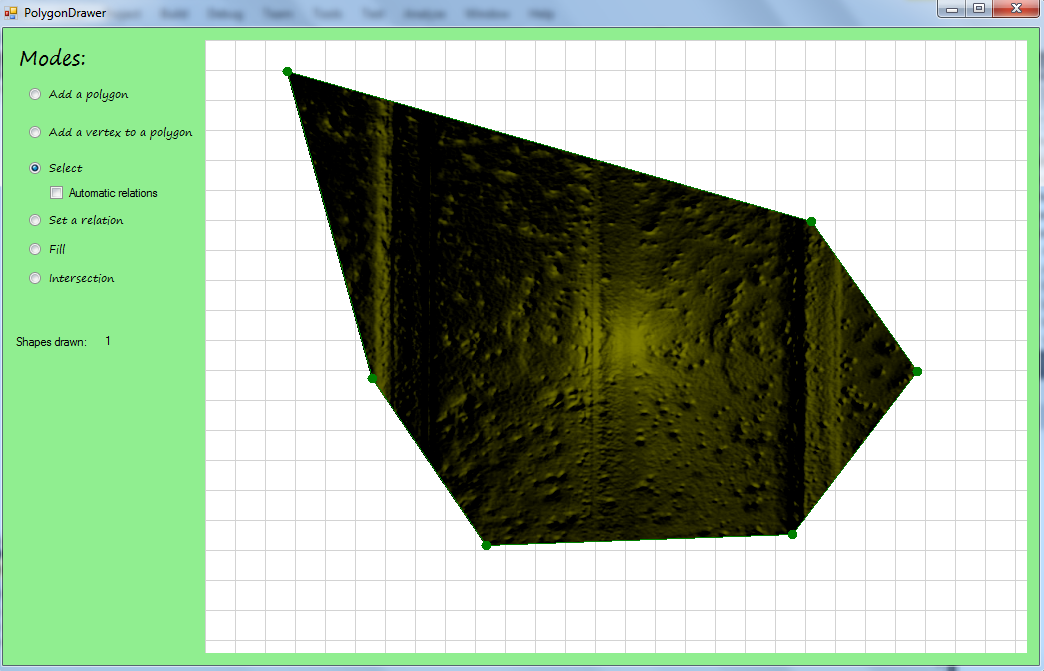 PolygonDrawer
Modes:
Add a polygon
Add a vertex to a polygon
Select
Automatic relations
Set a relation
Fill
Intersection
Shapes drawn: 1